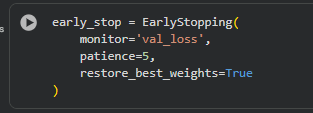 s
early_stop = EarlyStopping(
    monitor='val_loss',
    patience=5,
    restore_best_weights=True
)